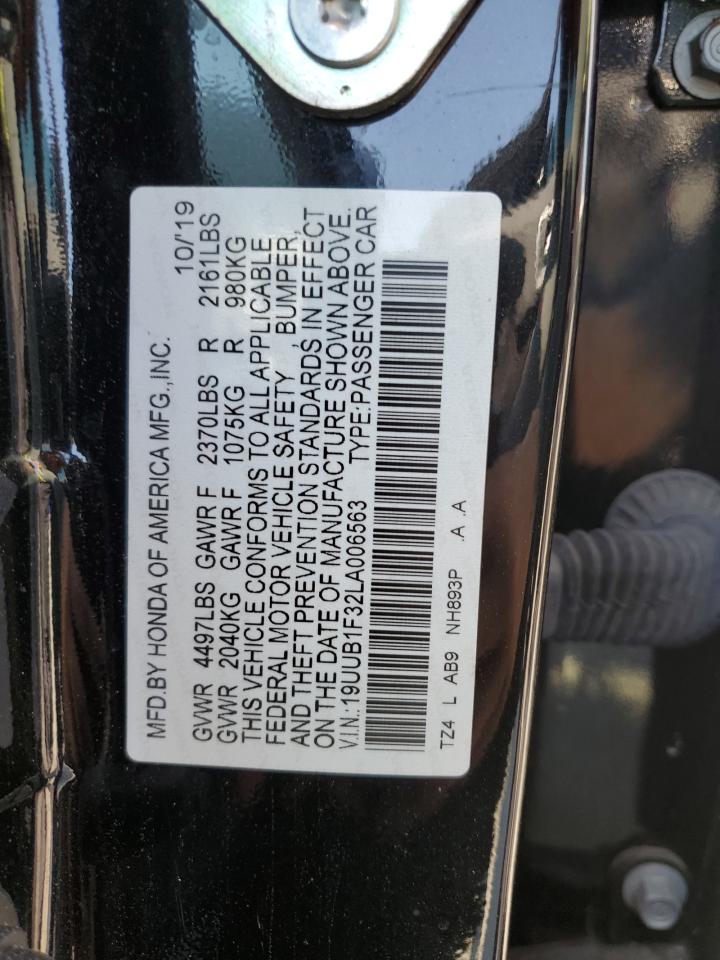 MFD.BY HONDA OF AMERICA MFG.,INC. 10/'19
GVWR 4497LBS GAWR F 2370LBS R 2161LBS
GVWR 2040KG GAWR F 1075KG R 980KG
THIS VEHICLE CONFORMS TO ALL APPLICABLE
FEDERAL MOTOR VEHICLE SAFETY , BUMPER,
AND THEFT PREVENTION STANDARDS IN EFFECT
ON THE DATE OF MANUFACTURE SHOWN ABOVE.
V.I.N.:19UUB1F32LA006563 TYPE:PASSENGER CAR
TZ4 L AB9 NH893P .A .A